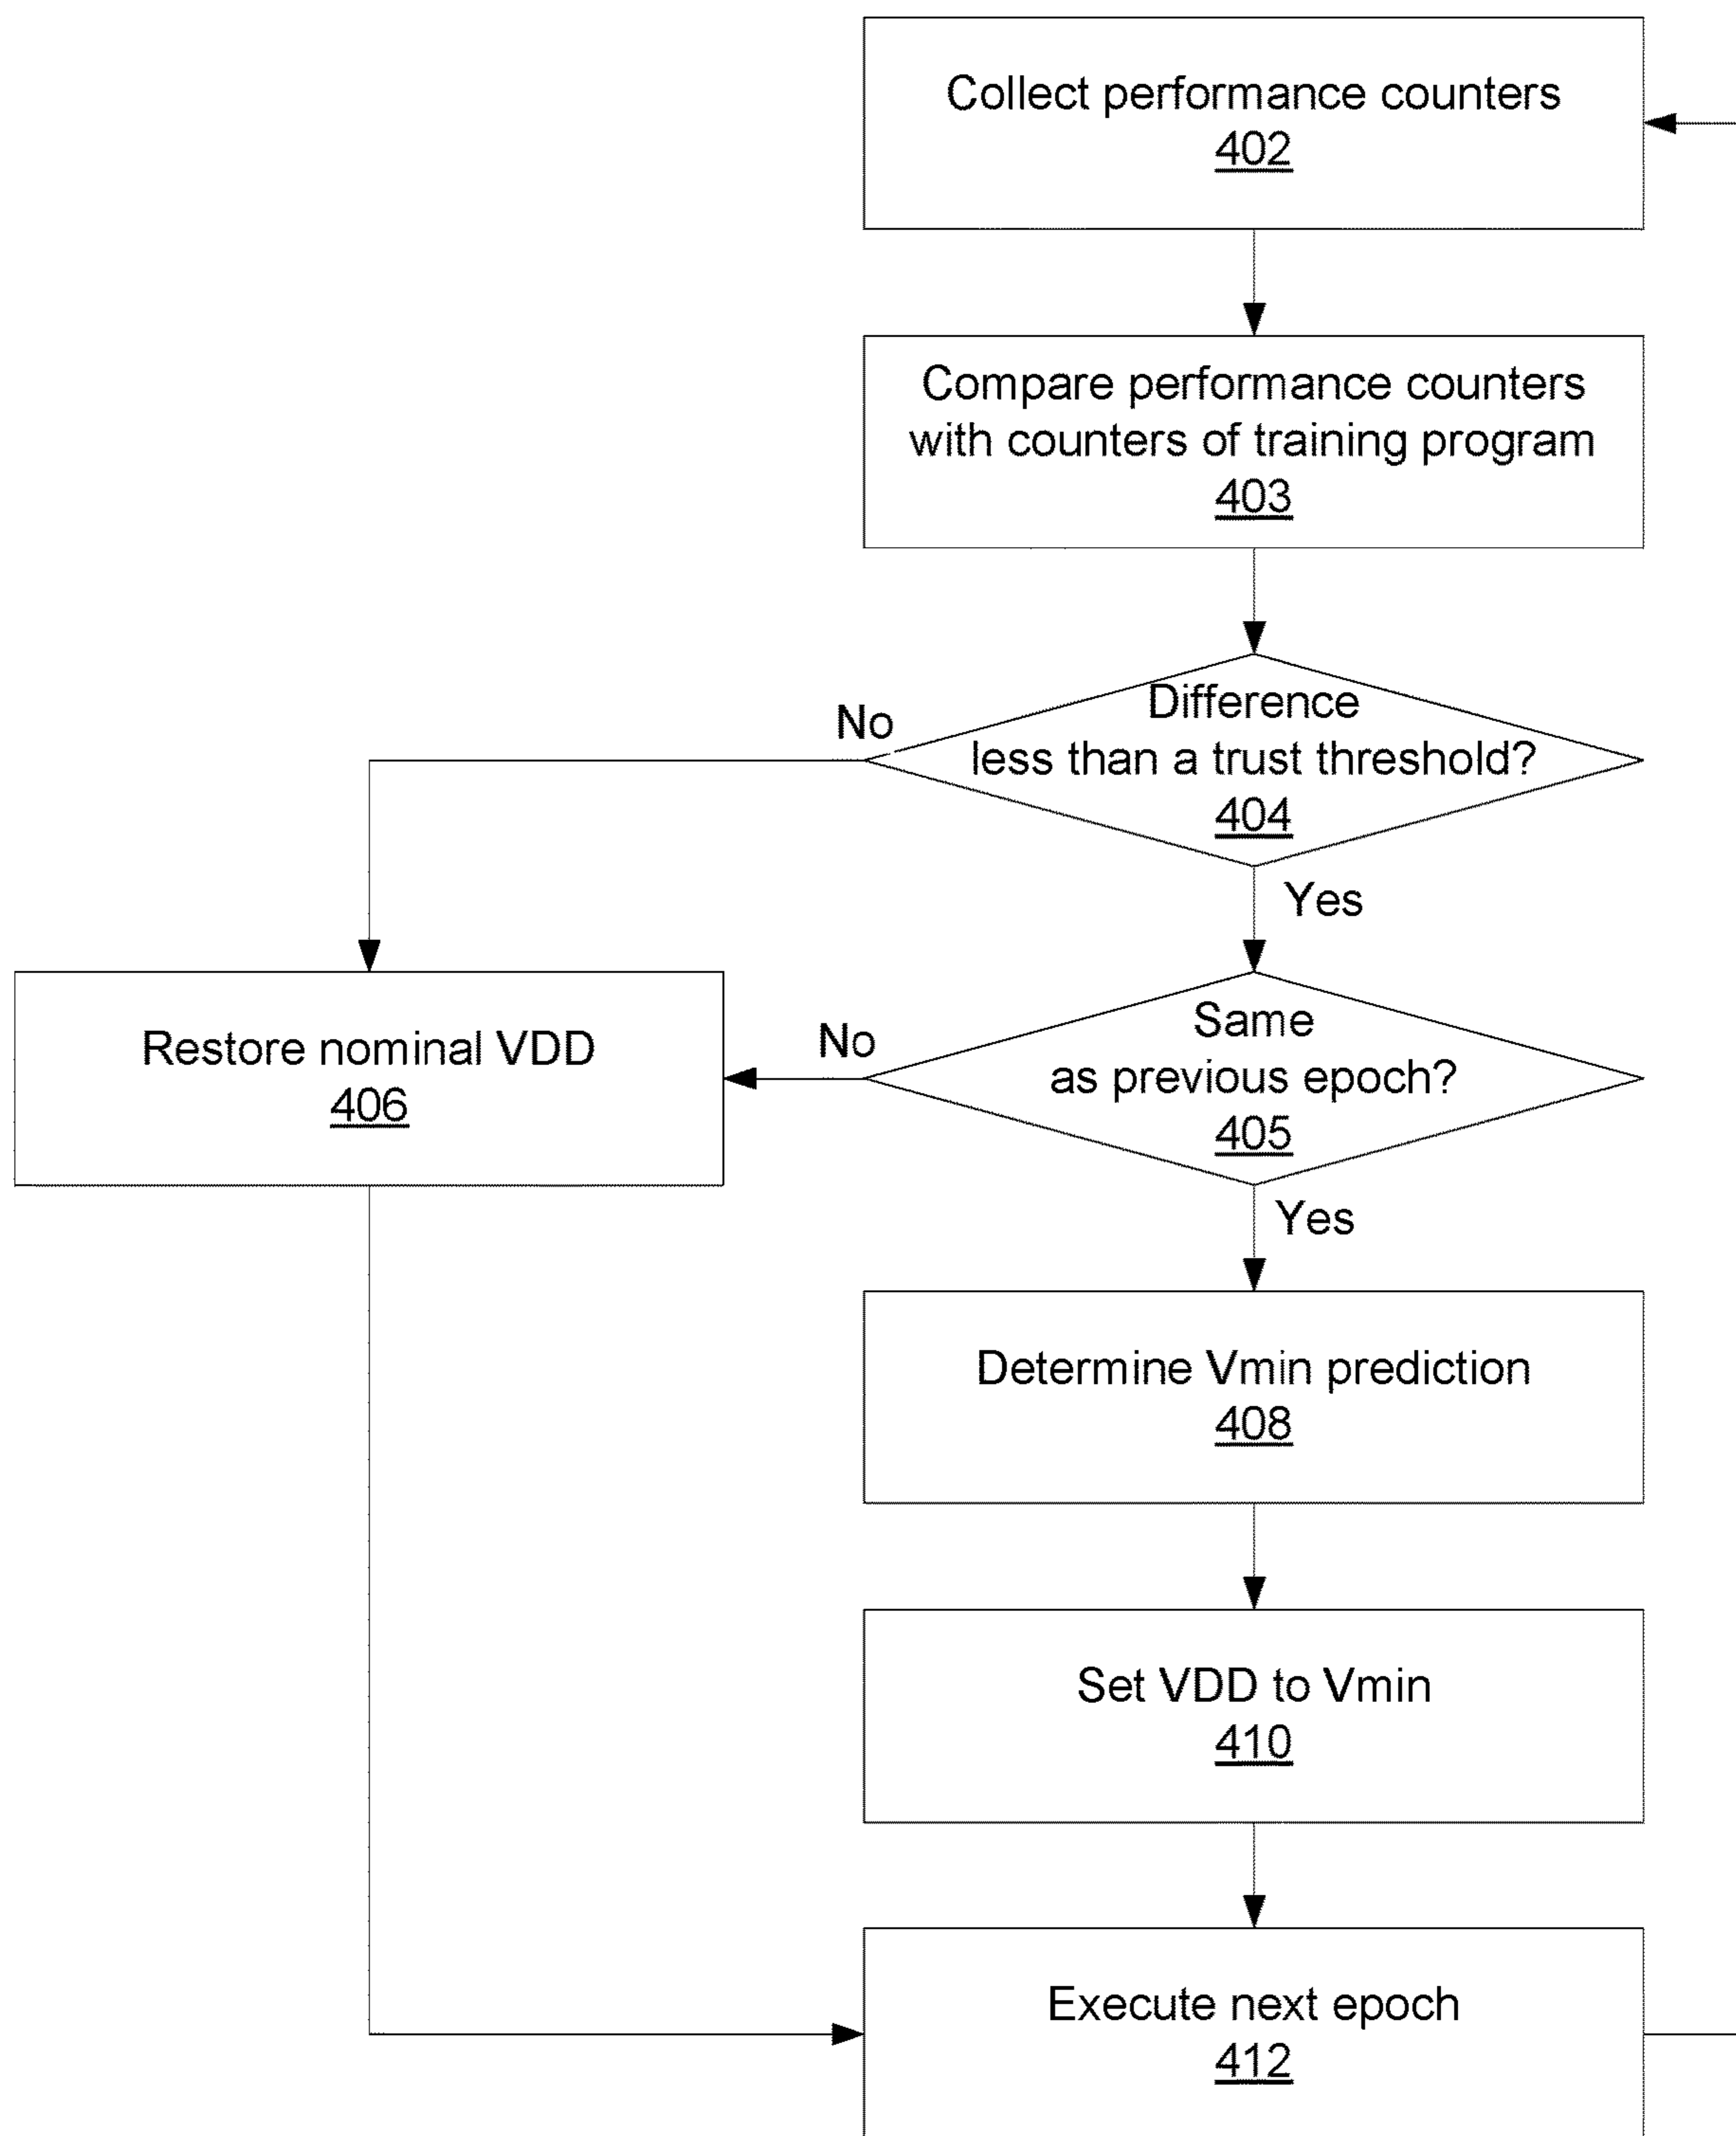 Collect performance counters
402
Compare performance counters
with counters of training program
403
Difference
less than a trust threshold?
404
No
Yes
Same
as previous epoch?
405
No
Restore nominal VDD
406
Yes
Determine Vmin prediction
408
Set VDD to Vmin
410
Execute next epoch
412